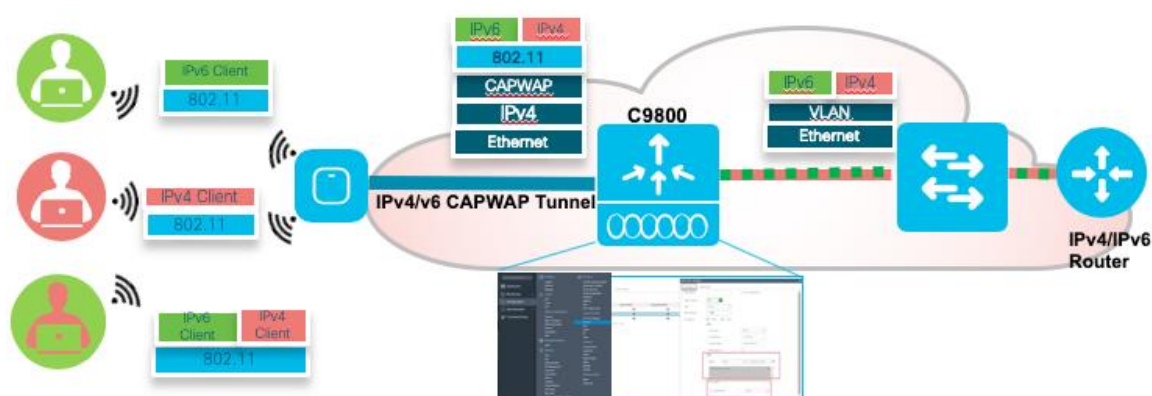 IPv6 IPv4
802.11
CAPWAP
IPv4
Ethernet
IPv6 Client
802.11
C9800
IPv6 IPv4
VLAN
Ethernet
IPv4 Client
802.11
IPv4/v6 CAPWAP Tunnel
IPv4/IPv6
Router
IPv6
Client
IPv4
Client
802.11